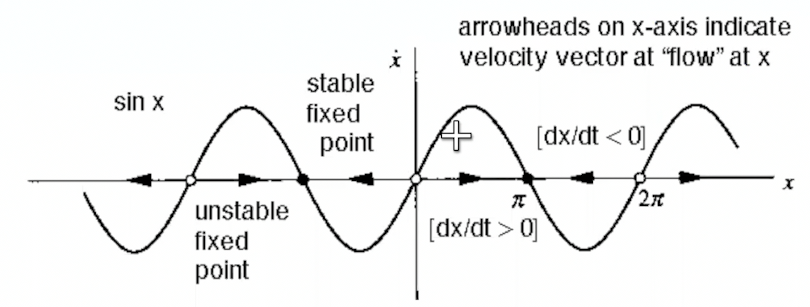 arrowheads on x-axis indicate
velocity vector at “flow” at x
ẋ
stable
fixed
point
sin x
[dx/dt < 0]
x
unstable
fixed
point
π
2π
[dx/dt > 0]